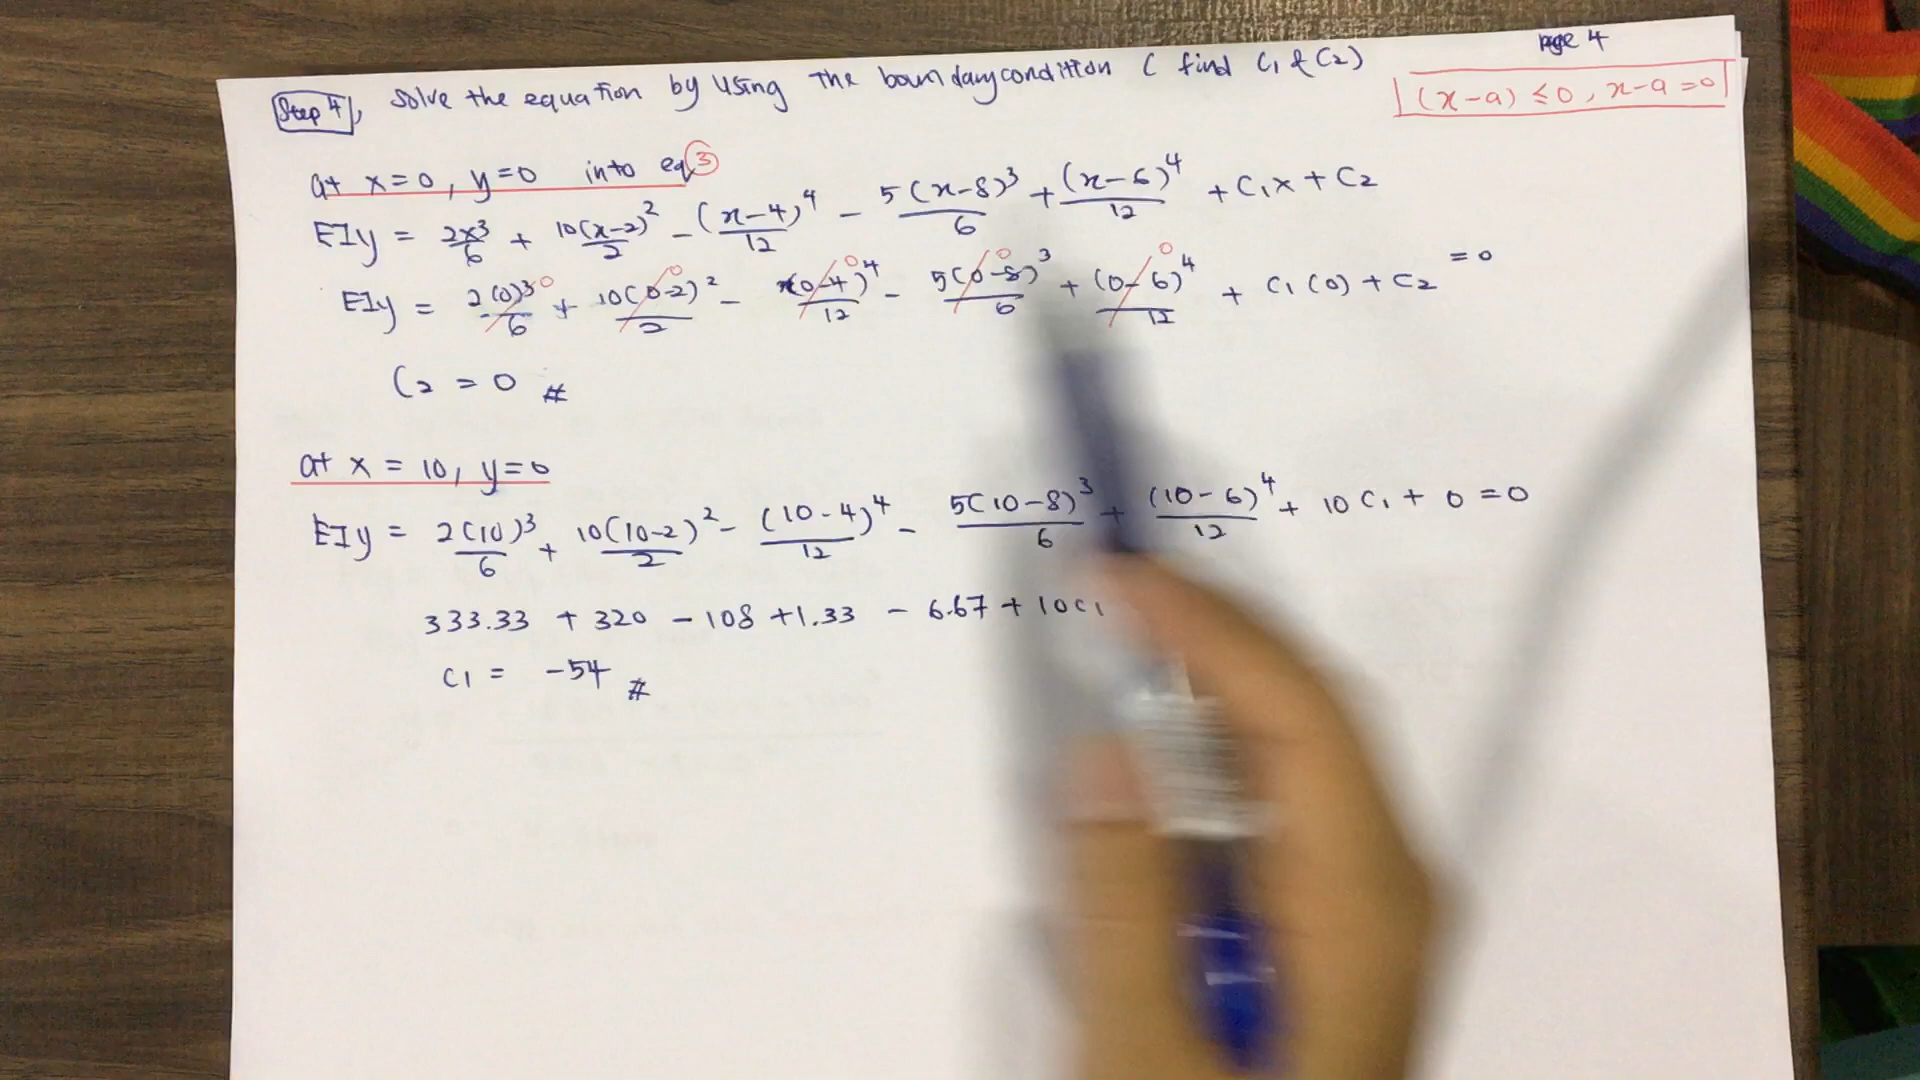 Page 4
Step 4, solve the equation by using the boundary condition ( find C1 & C2)
(x-a) ≤ 0, x-a = 0
at x=0, y=0 into eq 3
EIy = 2x³/6 + 10(x-2)²/2 - (x-4)⁴/12 - 5(x-8)³/6 + (x-6)⁴/12 + C1x + C2
EIy = 2(0)³/6 0 + 10(0-2)²/2 0 - (0-4)⁴/12 0 - 5(0-8)³/6 0 + (0-6)⁴/12 0 + C1(0) + C2 = 0
C2 = 0 #
at x = 10, y=0
EIy = 2(10)³/6 + 10(10-2)²/2 - (10-4)⁴/12 - 5(10-8)³/6 + (10-6)⁴/12 + 10C1 + 0 = 0
333.33 + 320 - 108 + 1.33 - 6.67 + 10C1
C1 = -54 #